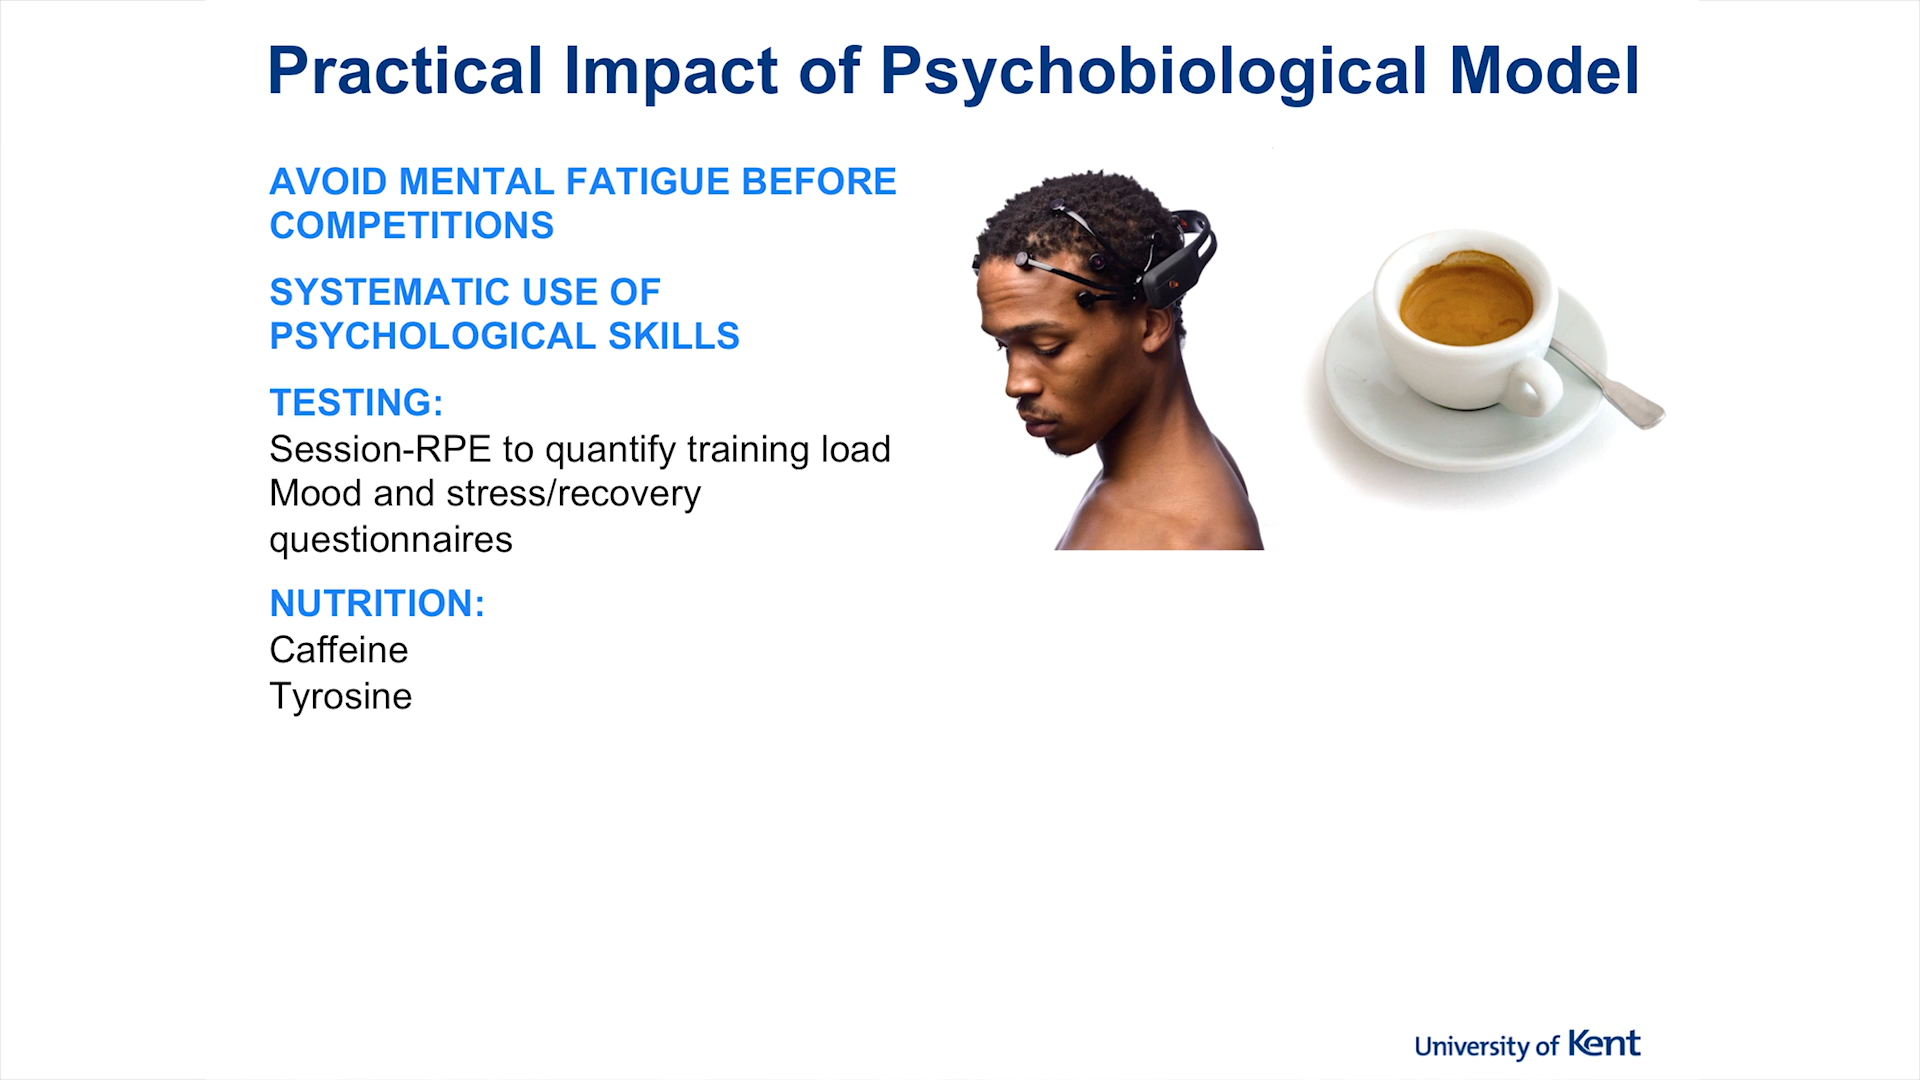 Practical Impact of Psychobiological Model
AVOID MENTAL FATIGUE BEFORE
COMPETITIONS
SYSTEMATIC USE OF
PSYCHOLOGICAL SKILLS
TESTING:
Session-RPE to quantify training load
Mood and stress/recovery
questionnaires
NUTRITION:
Caffeine
Tyrosine
University of Kent